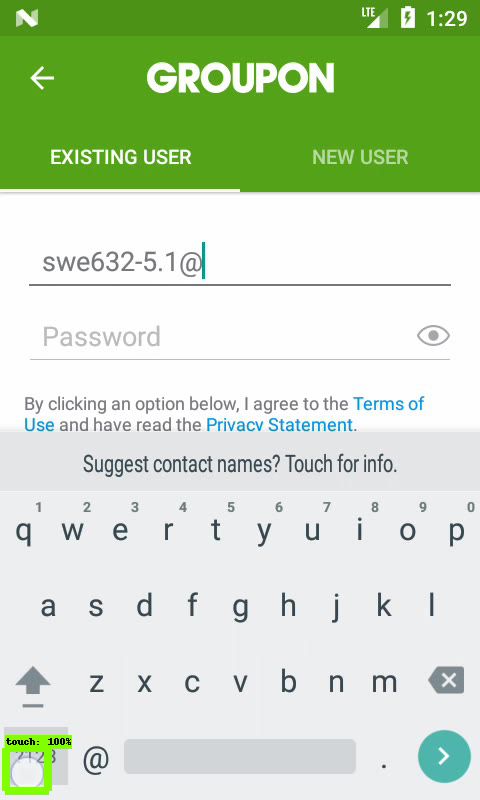 LTE 1:29
GROUPON
EXISTING USER NEW USER
swe632-5.1@
Password
By clicking an option below, I agree to the Terms of
Use and have read the Privacy Statement.
Suggest contact names? Touch for info.
1 2 3 4 5 6 7 8 9 0
q w e r t y u i o p
a s d f g h j k l
z x c v b n m
touch: 100%
@ .